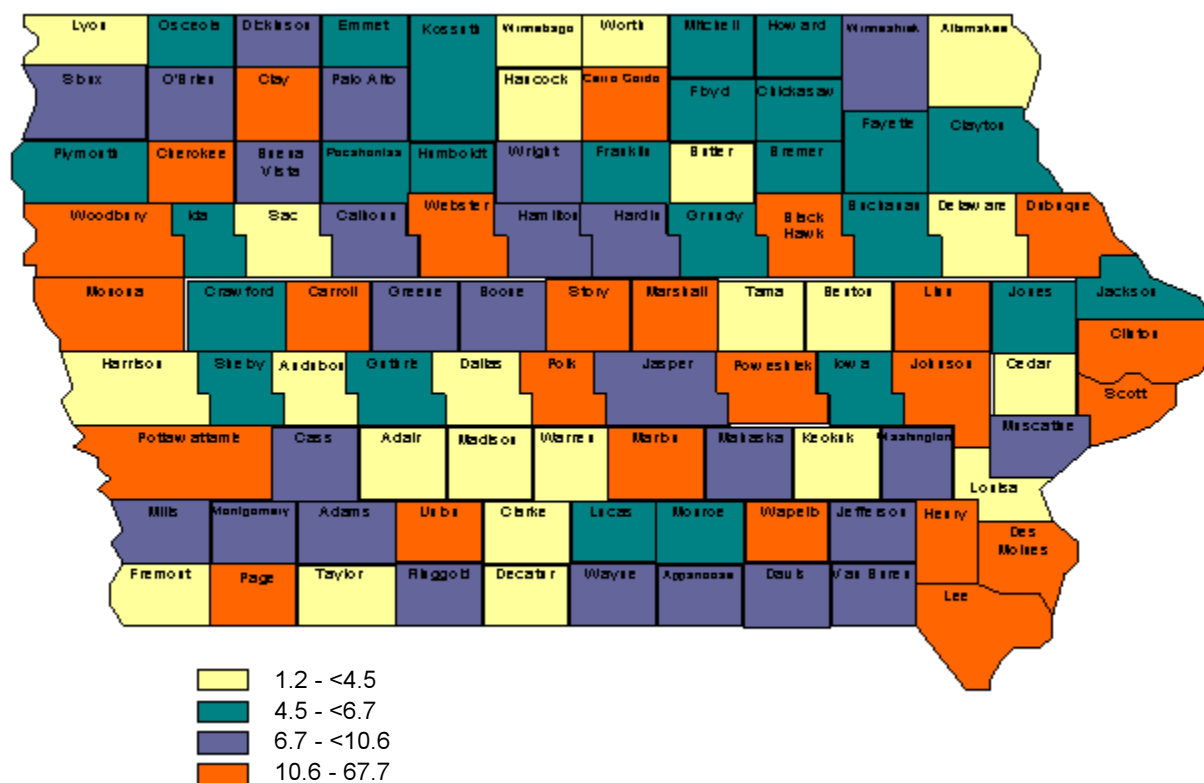 Lyon
Osceola
Dickinson
Emmet
Kossuth
Winnebago
Worth
Mitchell
Howard
Winneshiek
Allamakee
Sioux
O'Brien
Clay
Palo Alto
Hancock
Cerro Gordo
Floyd
Chickasaw
Fayette
Clayton
Plymouth
Cherokee
Buena
Vista
Pocahontas
Humboldt
Wright
Franklin
Butler
Bremer
Woodbury
Ida
Sac
Calhoun
Webster
Hamilton
Hardin
Grundy
Black
Hawk
Buchanan
Delaware
Dubuque
Monona
Crawford
Carroll
Greene
Boone
Story
Marshall
Tama
Benton
Linn
Jones
Jackson
Clinton
Harrison
Shelby
Audubon
Guthrie
Dallas
Polk
Jasper
Poweshiek
Iowa
Johnson
Cedar
Scott
Pottawattamie
Cass
Adair
Madison
Warren
Marion
Mahaska
Keokuk
Washington
Muscatine
Louisa
Mills
Montgomery
Adams
Union
Clarke
Lucas
Monroe
Wapello
Jefferson
Henry
Des
Moines
Fremont
Page
Taylor
Ringgold
Decatur
Wayne
Appanoose
Davis
Van Buren
Lee
1.2 - <4.5
4.5 - <6.7
6.7 - <10.6
10.6 - 67.7